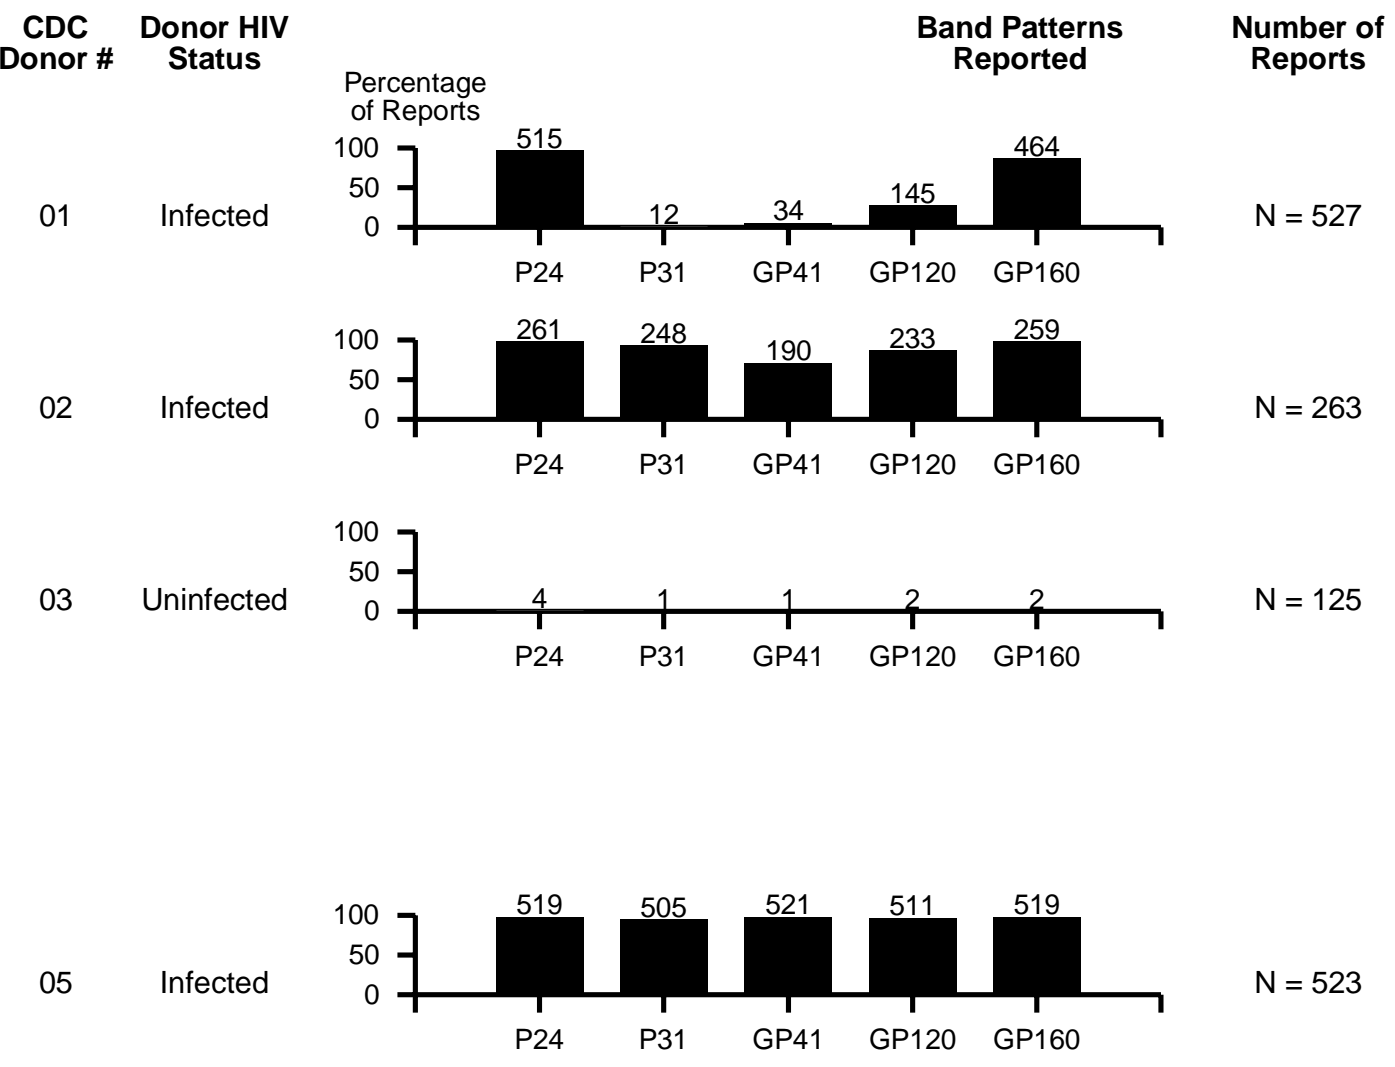 CDC Donor HIV Band Patterns Number of
Donor # Status Reported Reports
Percentage
of Reports
100 515 12 34 145 464
50
01 Infected N = 527
0
P24 P31 GP41 GP120 GP160
100 261 248 190 233 259
50
02 Infected N = 263
0
P24 P31 GP41 GP120 GP160
100
50
03 Uninfected 4 1 1 2 2 N = 125
0
P24 P31 GP41 GP120 GP160
100 519 505 521 511 519
50
05 Infected N = 523
0
P24 P31 GP41 GP120 GP160